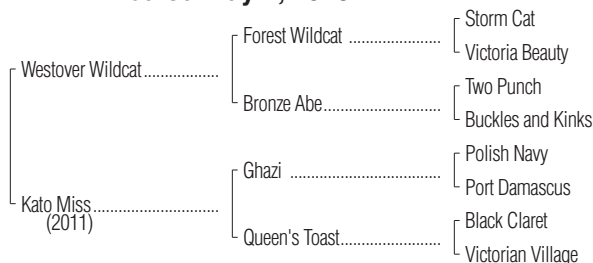 Westover Wildcat
Forest Wildcat
Storm Cat
Victoria Beauty
Bronze Abe
Two Punch
Buckles and Kinks
Kato Miss
(2011)
Ghazi
Polish Navy
Port Damascus
Queen's Toast
Black Claret
Victorian Village